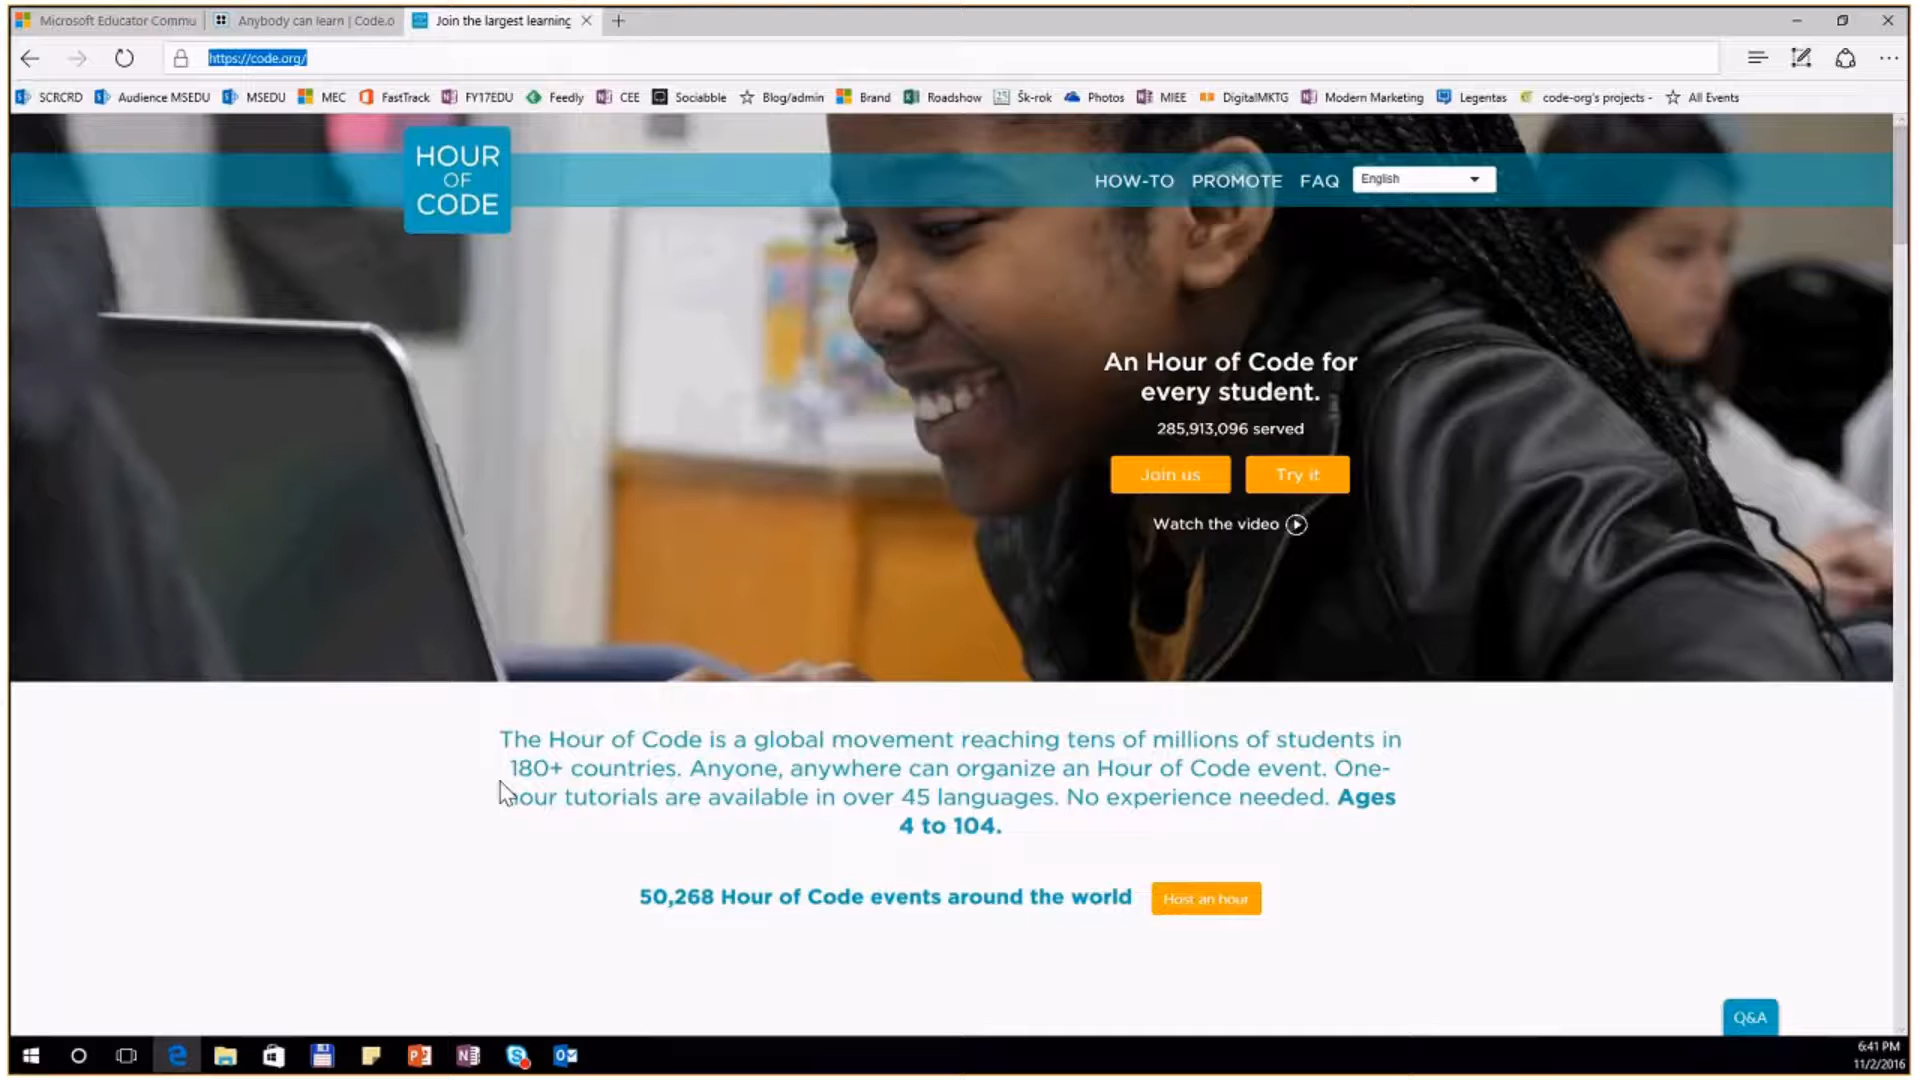 Microsoft Educator Commu
Anybody can learn | Code.o
Join the largest learning
https://code.org/
SCRCRD Audience MSEDU MSEDU MEC FastTrack FY17EDU Feedly CEE Sociabble Blog/admin Brand Roadshow Šk-rok Photos MIEE DigitalMKTG Modern Marketing Legentas code-org's projects - All Events
HOUR
OF
CODE
HOW-TO PROMOTE FAQ English
An Hour of Code for
every student.
285,913,096 served
Join us Try it
Watch the video
The Hour of Code is a global movement reaching tens of millions of students in
180+ countries. Anyone, anywhere can organize an Hour of Code event. One-
hour tutorials are available in over 45 languages. No experience needed. Ages
4 to 104.
50,268 Hour of Code events around the world Host an hour
Q&A
6:41 PM
11/2/2016